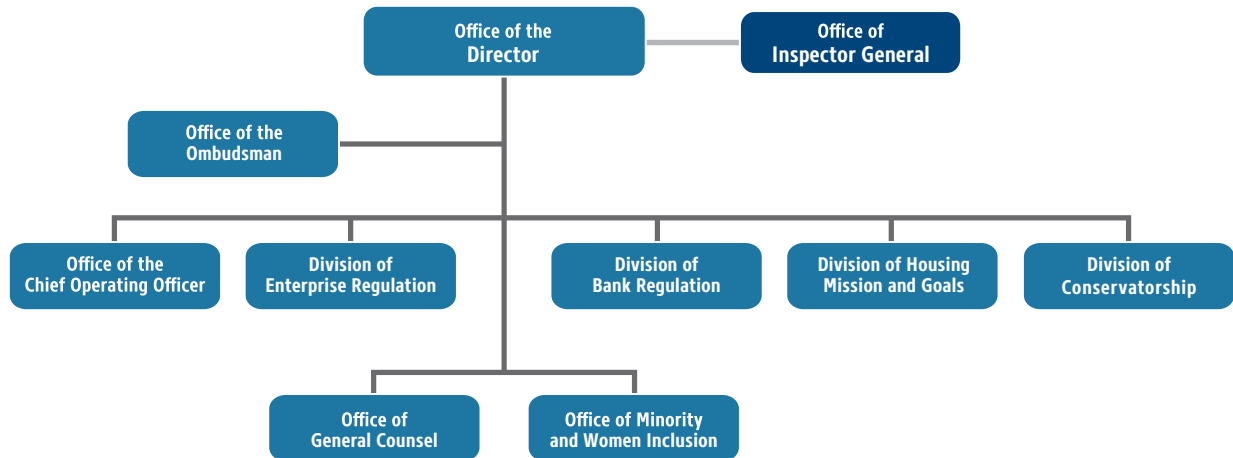 Office of the
Director
Office of
Inspector General
Office of the
Ombudsman
Office of the
Chief Operating Officer
Division of
Enterprise Regulation
Division of
Bank Regulation
Division of Housing
Mission and Goals
Division of
Conservatorship
Office of
General Counsel
Office of Minority
and Women Inclusion